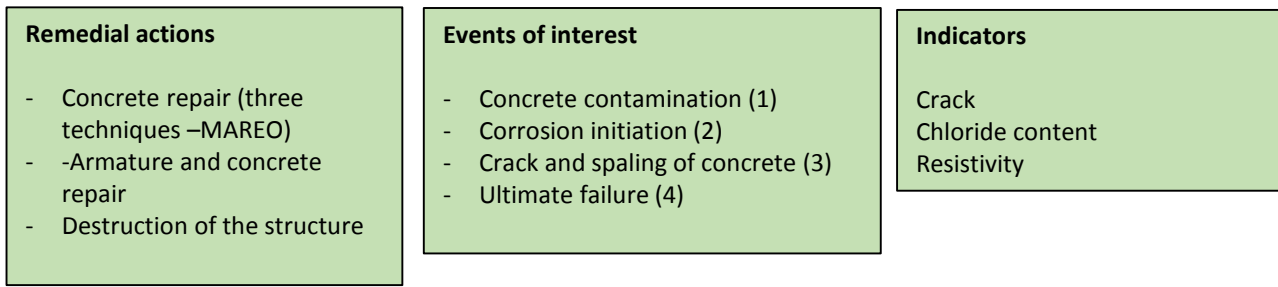 Remedial actions
- Concrete repair (three
techniques –MAREO)
- -Armature and concrete
repair
- Destruction of the structure
Events of interest
- Concrete contamination (1)
- Corrosion initiation (2)
- Crack and spaling of concrete (3)
- Ultimate failure (4)
Indicators
Crack
Chloride content
Resistivity